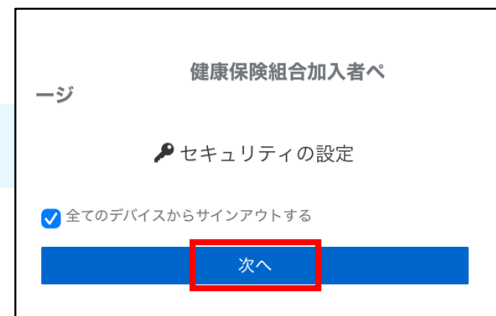 健康保険組合加入者ペ
ージ
セキュリティの設定
全てのデバイスからサインアウトする
次へ